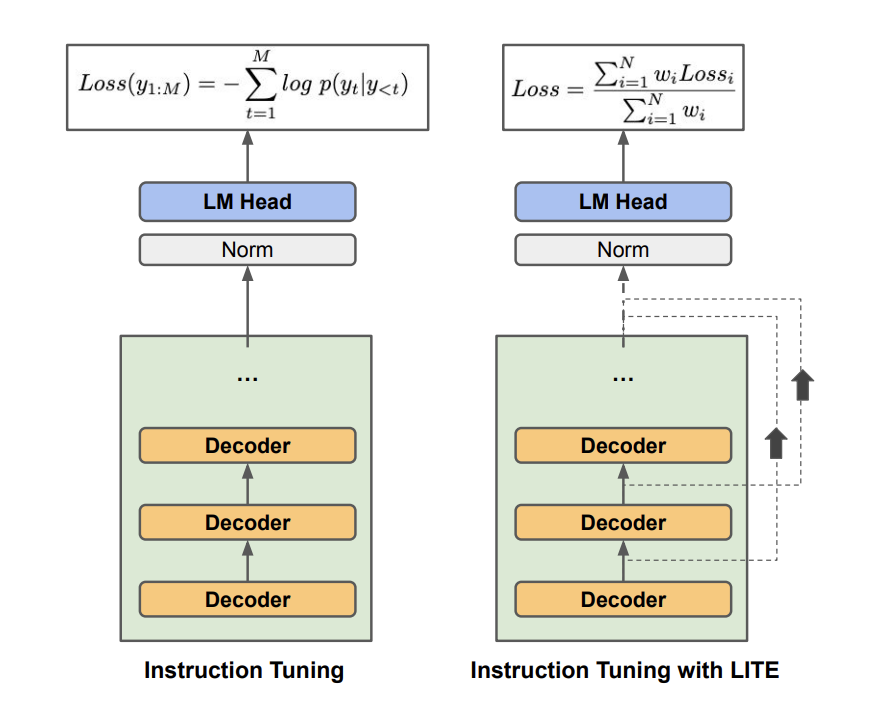 Loss(y_{1:M}) = - \sum_{t=1}^{M} log p(y_t|y_{<t})
LM Head
Norm
...
Decoder
Decoder
Decoder
Instruction Tuning
Loss = \frac{\sum_{i=1}^{N} w_i Loss_i}{\sum_{i=1}^{N} w_i}
LM Head
Norm
...
Decoder
Decoder
Decoder
Instruction Tuning with LITE